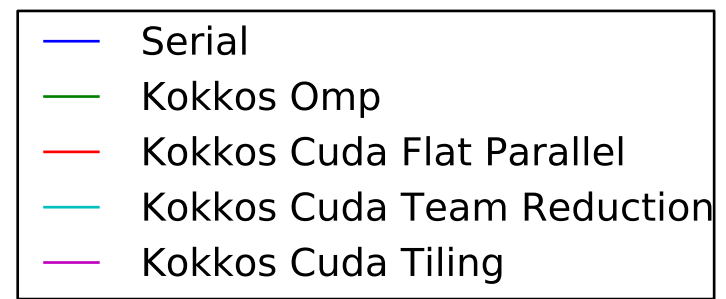 Serial
Kokkos Omp
Kokkos Cuda Flat Parallel
Kokkos Cuda Team Reduction
Kokkos Cuda Tiling